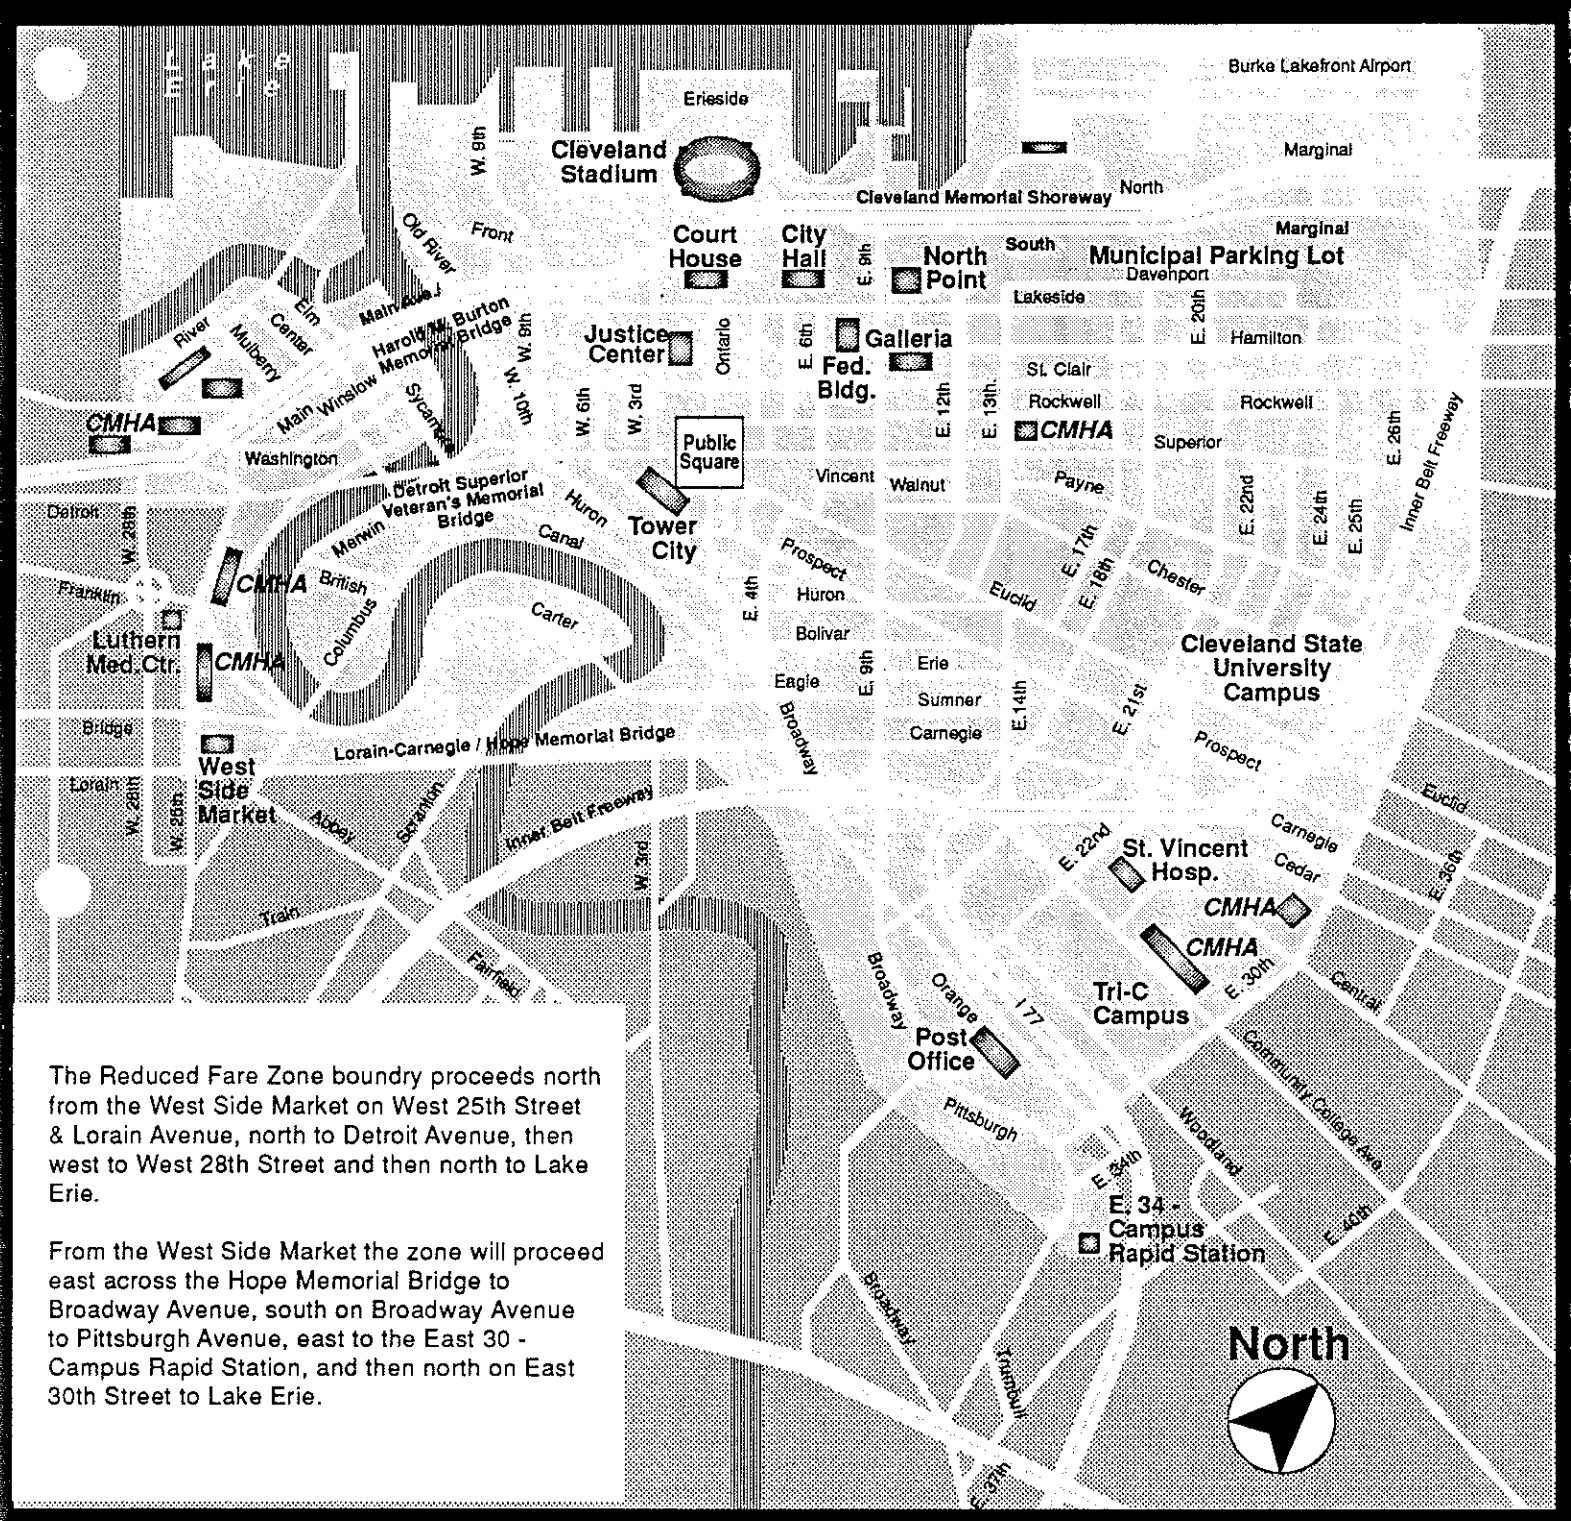 Lake
Erie
Burke Lakefront Airport
Erieside
W. 9th
Cleveland
Stadium
Marginal
North
Cleveland Memorial Shoreway
Old River
Front
Court
House
City
Hall
E. 9th
North
Point
South
Marginal
Municipal Parking Lot
Davenport
Lakeside
E. 20th
Elm
Center
Mulberry
River
Main Ave./
Harold M. Burton
Memorial Bridge
W. 9th
Justice
Center
Ontario
E. 6th
Fed.
Bldg.
Galleria
Hamilton
St. Clair
Winslow
Main
Sycamore
W. 10th
W. 6th
W. 3rd
E. 12th
E. 13th
Rockwell
Rockwell
CMHA
CMHA
Public
Square
Superior
E. 26th
Inner Belt Freeway
Washington
Vincent
Walnut
Payne
Detroit
W. 28th
Detroit Superior
Veteran's Memorial
Bridge
Merwin
Huron
Canal
Tower
City
E. 22nd
E. 24th
E. 25th
E. 17th
E. 18th
Chester
Prospect
Huron
Euclid
Franklin
CMHA
British
Columbus
Carter
E. 4th
Bolivar
Luthern
Med.Ctr.
CMHA
Cleveland State
University
Campus
Eagle
E. 9th
Erie
Sumner
Carnegie
E.14th
E. 21st
Bridge
Broadway
Prospect
Lorain-Carnegie / Hope Memorial Bridge
Lorain
W. 28th
W. 25th
West
Side
Market
Abbey
Scranton
Inner Belt Freeway
W. 3rd
Euclid
Carnegie
Cedar
E. 36th
E. 22nd
St. Vincent
Hosp.
CMHA
CMHA
Train
Fairfield
Broadway
Orange
I 77
Tri-C
Campus
E. 30th
Central
Post
Office
Community College Ave.
Pittsburgh
Woodland
E. 34th
E. 34 -
Campus
Rapid Station
E. 40th
Broadway
Trumbull
E. 37th
North
The Reduced Fare Zone boundry proceeds north
from the West Side Market on West 25th Street
& Lorain Avenue, north to Detroit Avenue, then
west to West 28th Street and then north to Lake
Erie.
From the West Side Market the zone will proceed
east across the Hope Memorial Bridge to
Broadway Avenue, south on Broadway Avenue
to Pittsburgh Avenue, east to the East 30 -
Campus Rapid Station, and then north on East
30th Street to Lake Erie.